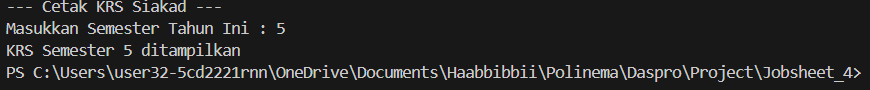 --- Cetak KRS Siakad ---
Masukkan Semester Tahun Ini : 5
KRS Semester 5 ditampilkan
PS C:\Users\user32-5cd2221rnn\OneDrive\Documents\Haabbibbii\Polinema\Daspro\Project\Jobsheet_4>